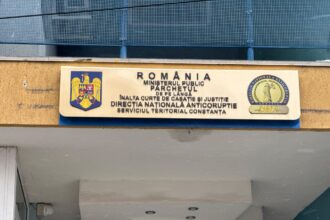 ROMÂNIA
MINISTERUL PUBLIC
PARCHETUL
DE PE LÂNGĂ
ÎNALTA CURTE DE CASAȚIE ȘI JUSTIȚIE
DIRECȚIA NAȚIONALĂ ANTICORUPȚIE
SERVICIUL TERITORIAL CONSTANȚA